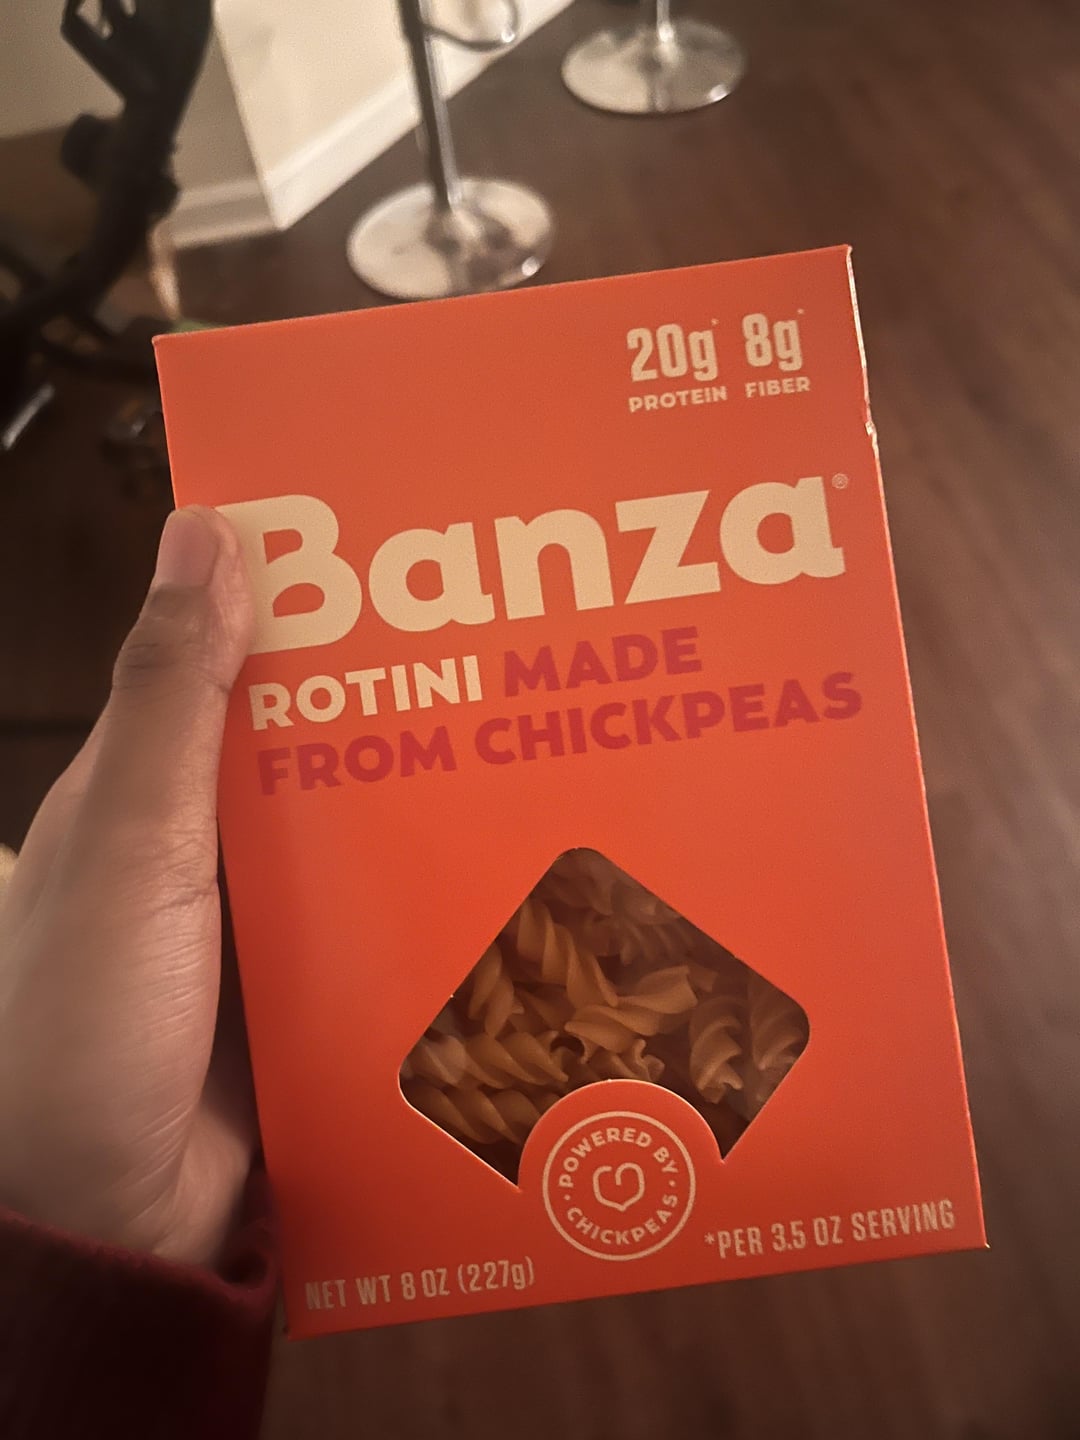 20g* 8g*
PROTEIN FIBER
Banza®
ROTINI MADE
FROM CHICKPEAS
POWERED BY
· CHICKPEAS ·
*PER 3.5 OZ SERVING
NET WT 8 OZ (227g)